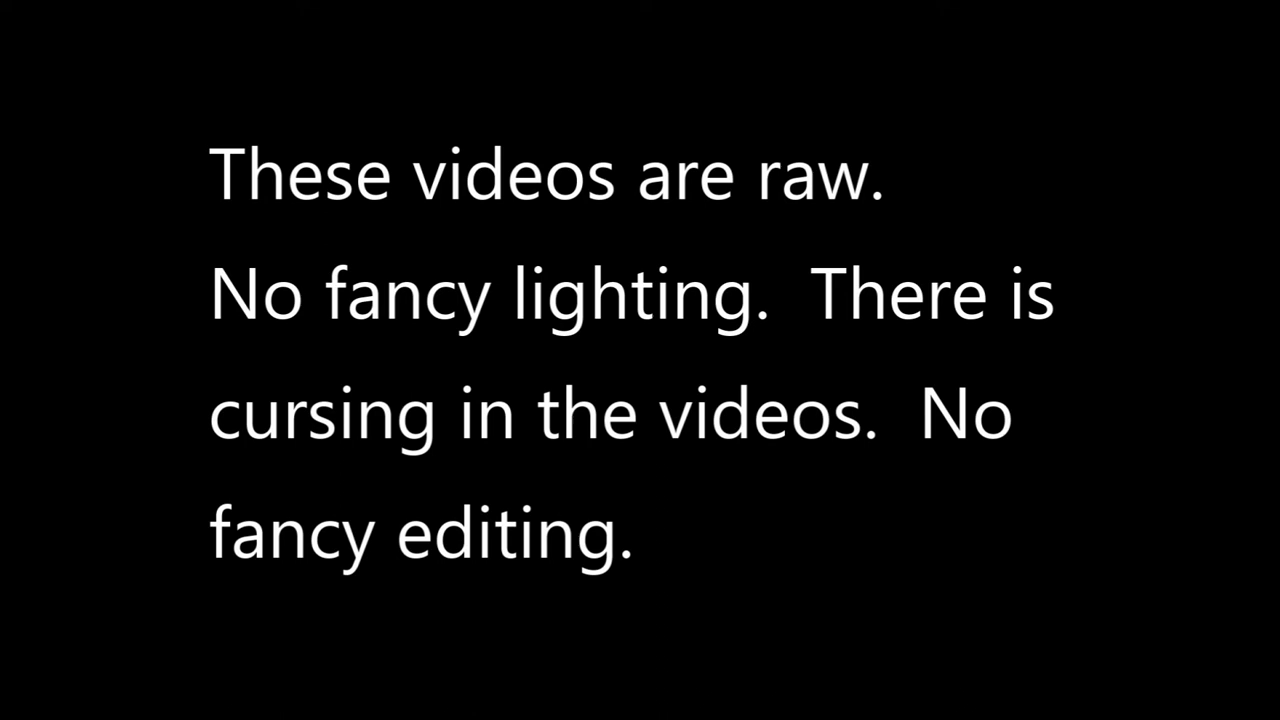 These videos are raw.
No fancy lighting.  There is
cursing in the videos.  No
fancy editing.